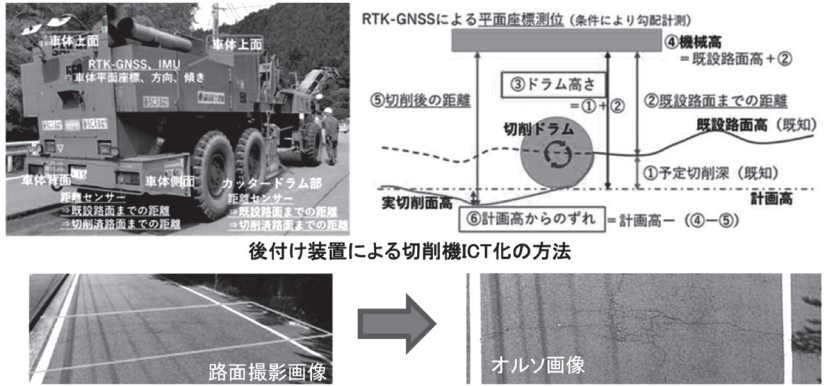 車体上面
車体上面
RTK-GNSS、IMU
⇒車体平面座標、方向、傾き
車体背面
距離センサー
⇒既設路面までの距離
⇒切削済路面までの距離
車体側面
カッタードラム部
距離センサー
⇒既設路面までの距離
⇒切削済路面までの距離
RTK-GNSSによる平面座標測位（条件により勾配計測）
④機械高
＝既設路面高＋②
③ドラム高さ
＝①＋②
⑤切削後の距離
②既設路面までの距離
切削ドラム
既設路面高（既知）
①予定切削深（既知）
計画高
実切削面高
⑥計画高からのずれ＝計画高ー（④ー⑤）
後付け装置による切削機ICT化の方法
路面撮影画像
オルソ画像